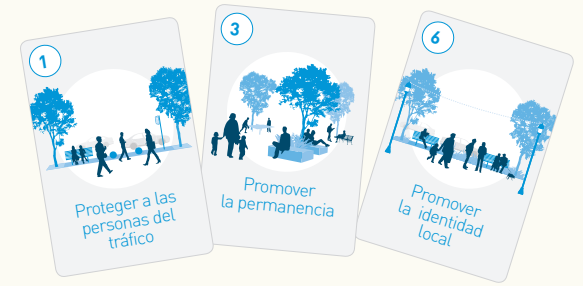 1
Proteger a las
personas del
tráfico
3
Promover
la permanencia
6
Promover
la identidad
local